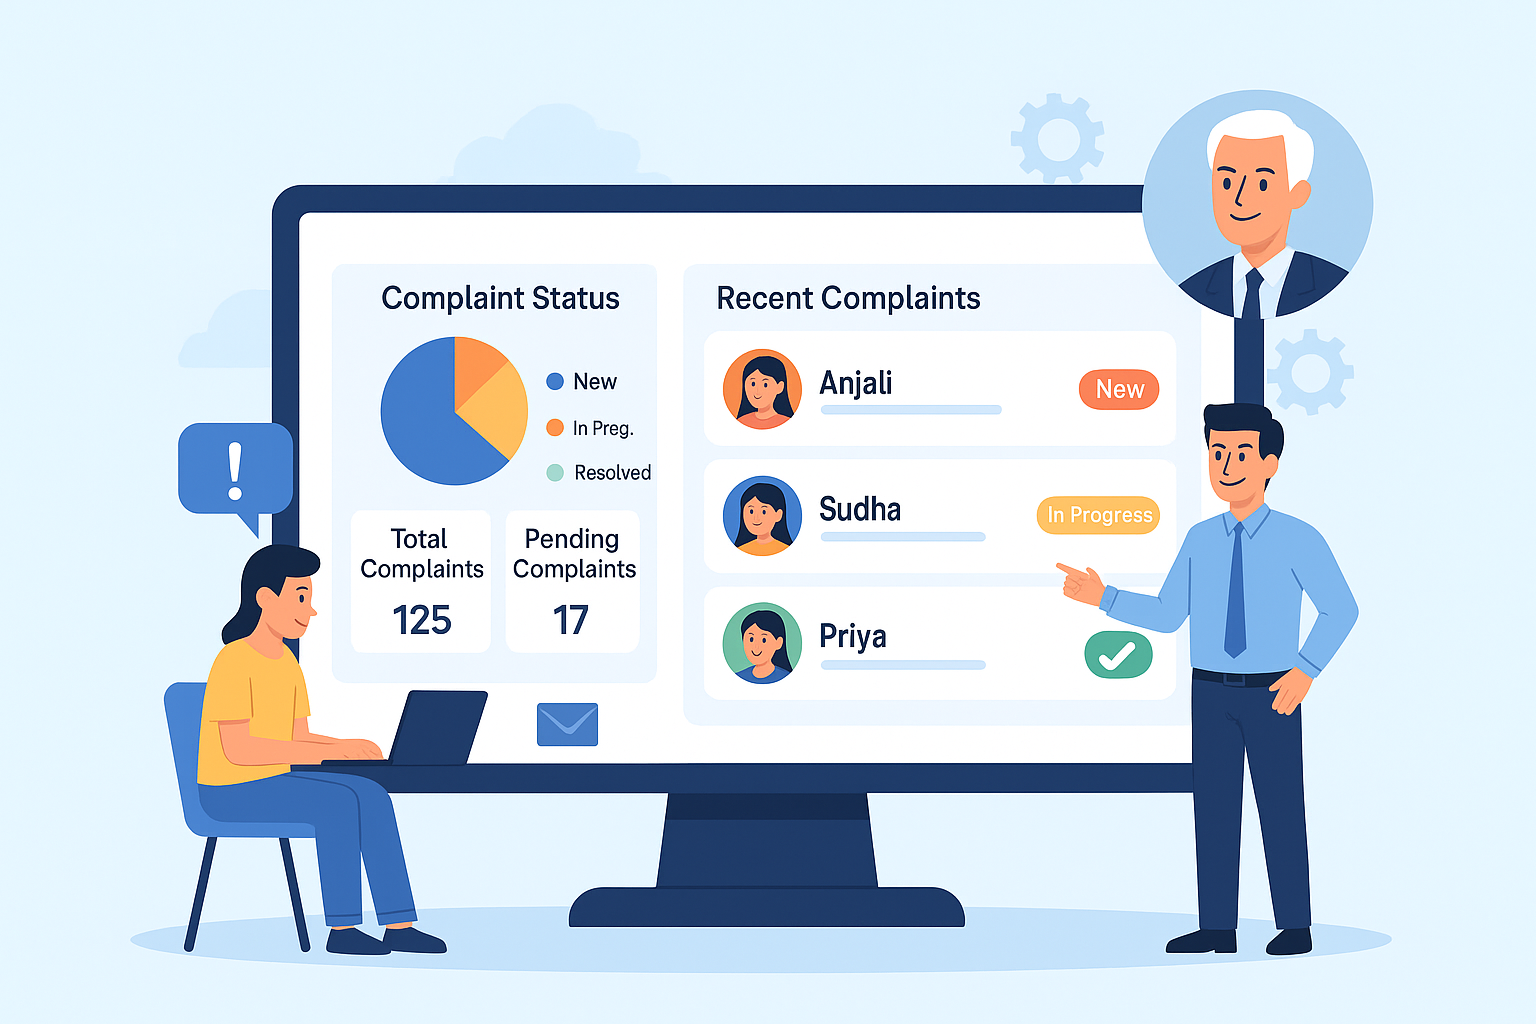 Complaint Status
New
In Preg.
Resolved
Total
Complaints
125
Pending
Complaints
17
Recent Complaints
Anjali
New
Sudha
In Progress
Priya
!